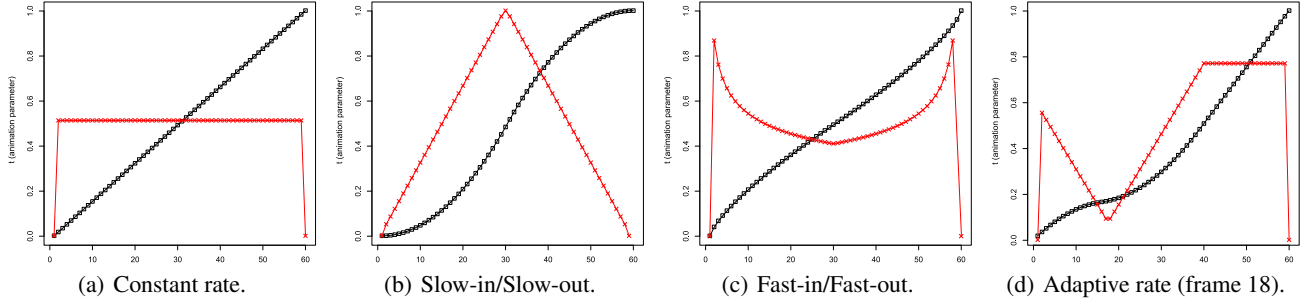 t (animation parameter)
0.0 0.2 0.4 0.6 0.8 1.0
0 10 20 30 40 50 60
(a) Constant rate.
t (animation parameter)
0.0 0.2 0.4 0.6 0.8 1.0
0 10 20 30 40 50 60
(b) Slow-in/Slow-out.
t (animation parameter)
0.0 0.2 0.4 0.6 0.8 1.0
0 10 20 30 40 50 60
(c) Fast-in/Fast-out.
t (animation parameter)
0.0 0.2 0.4 0.6 0.8 1.0
0 10 20 30 40 50 60
(d) Adaptive rate (frame 18).